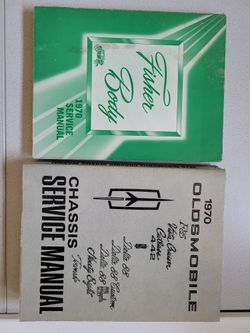 Fisher
Body
1970
SERVICE
MANUAL
1970
OLDSMOBILE
F-85
Vista Cruiser
Cutlass
442
Delta 88
Delta 88 Custom
Delta 88 Royale
Ninety Eight
CHASSIS
SERVICE MANUAL